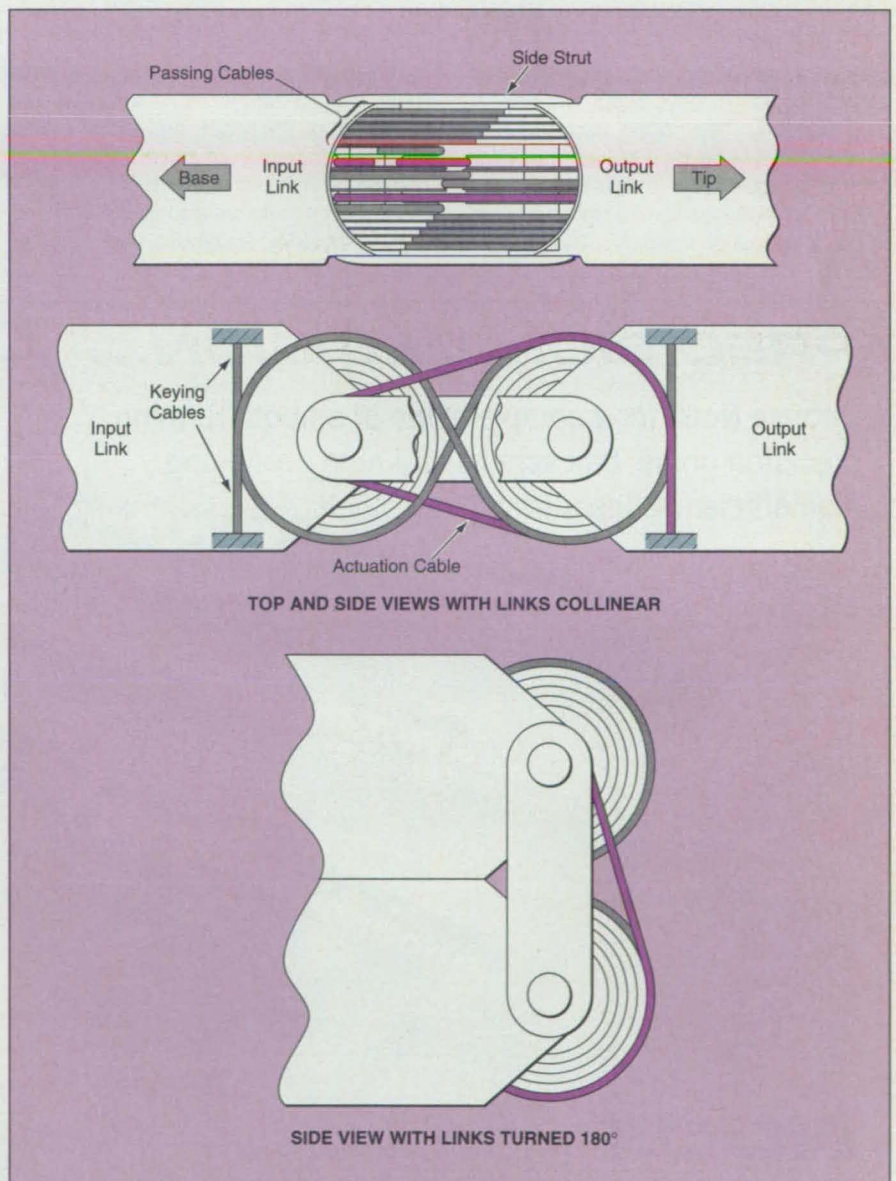 Side Strut
Passing Cables
Base
Input
Link
Output
Link
Tip
Keying
Cables
Input
Link
Output
Link
Actuation Cable
TOP AND SIDE VIEWS WITH LINKS COLLINEAR
SIDE VIEW WITH LINKS TURNED 180°